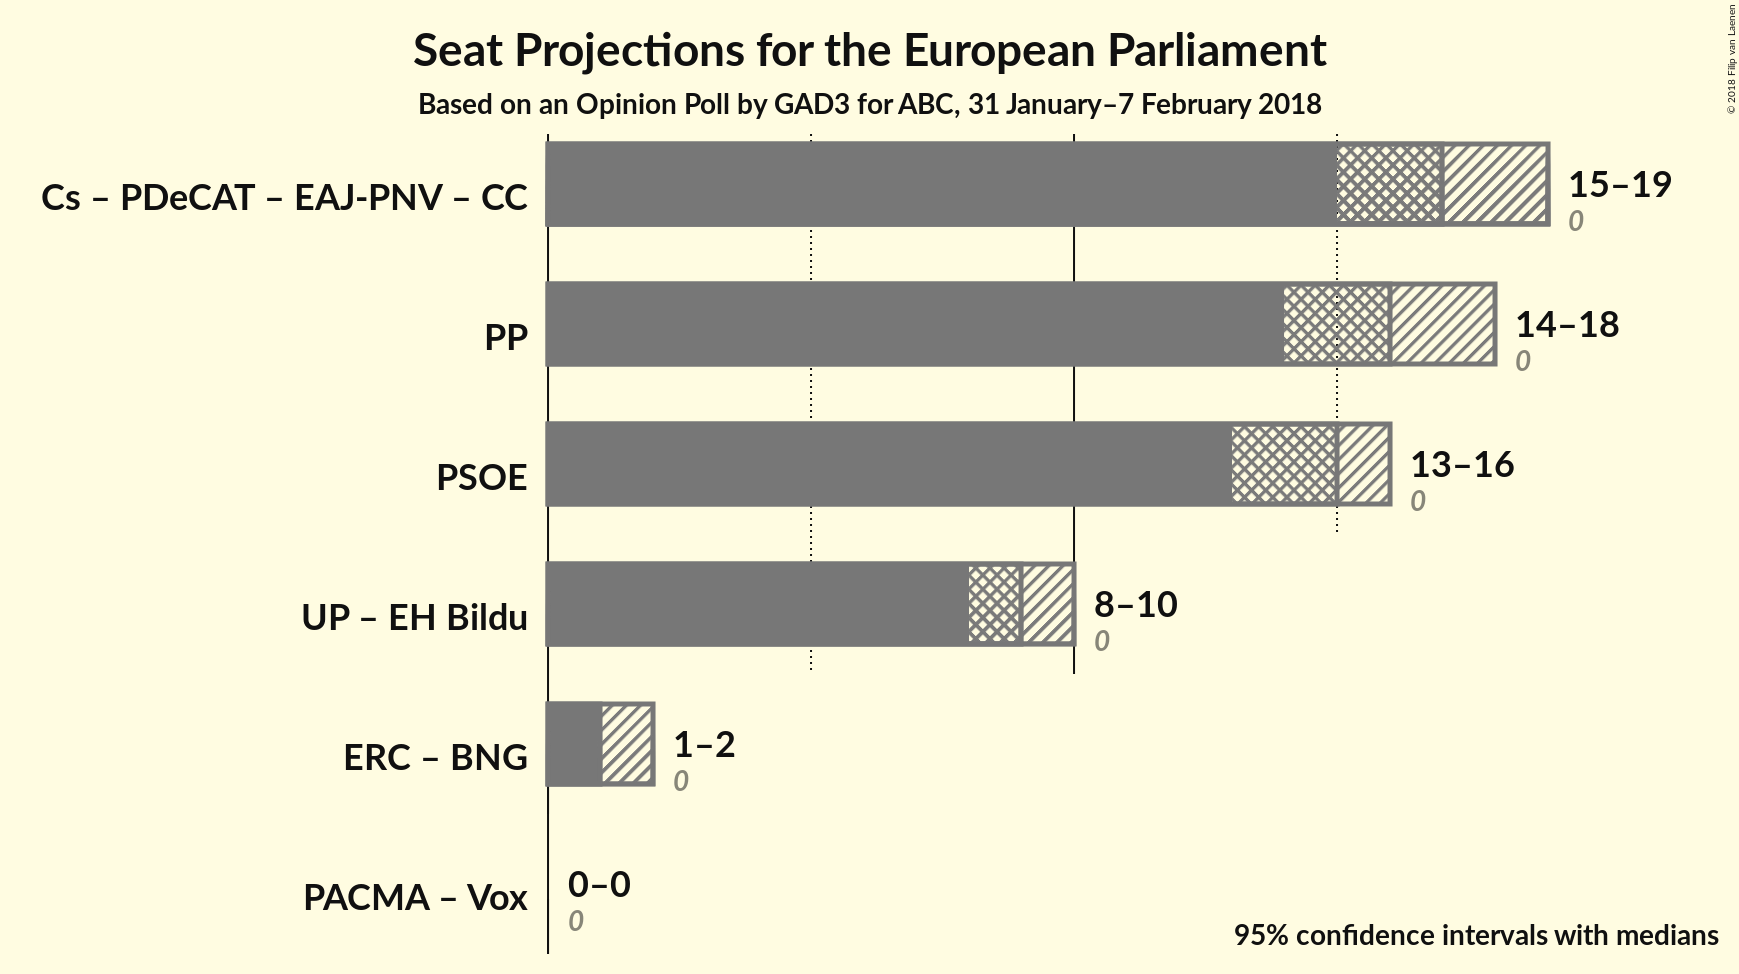 Seat Projections for the European Parliament
Based on an Opinion Poll by GAD3 for ABC, 31 January–7 February 2018
© 2018 Filip van Laenen
Cs – PDeCAT – EAJ-PNV – CC
15–19
0
PP
14–18
0
PSOE
13–16
0
UP – EH Bildu
8–10
0
ERC – BNG
1–2
0
PACMA – Vox
0–0
0
95% confidence intervals with medians